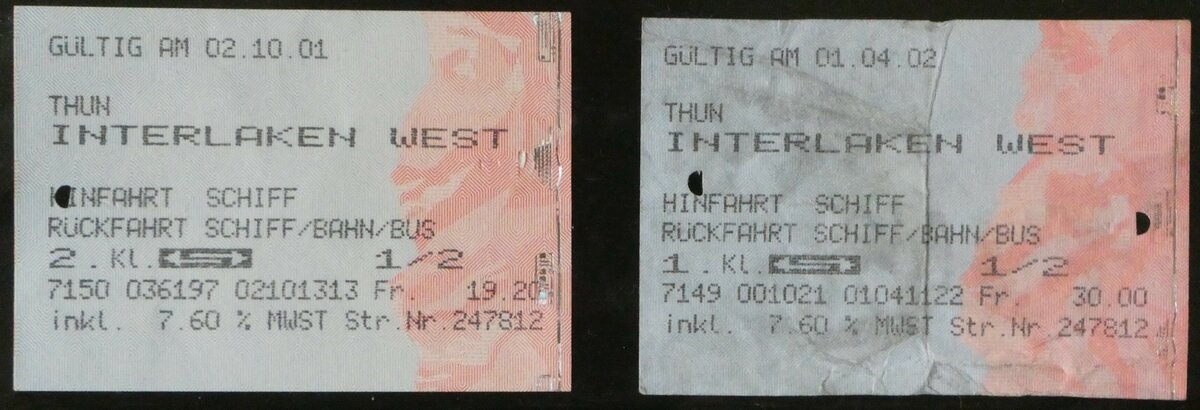 GÜLTIG AM 02.10.01
THUN
INTERLAKEN WEST
HINFAHRT SCHIFF
RÜCKFAHRT SCHIFF/BAHN/BUS
2. Kl. 1/2
7150 036197 02101313 Fr. 19.20
inkl. 7.60 % MWST Str.Nr.247812
GÜLTIG AM 01.04.02
THUN
INTERLAKEN WEST
HINFAHRT SCHIFF
RÜCKFAHRT SCHIFF/BAHN/BUS
1. Kl. 1/2
7149 001021 01041122 Fr. 30.00
inkl. 7.60 % MWST Str.Nr.247812